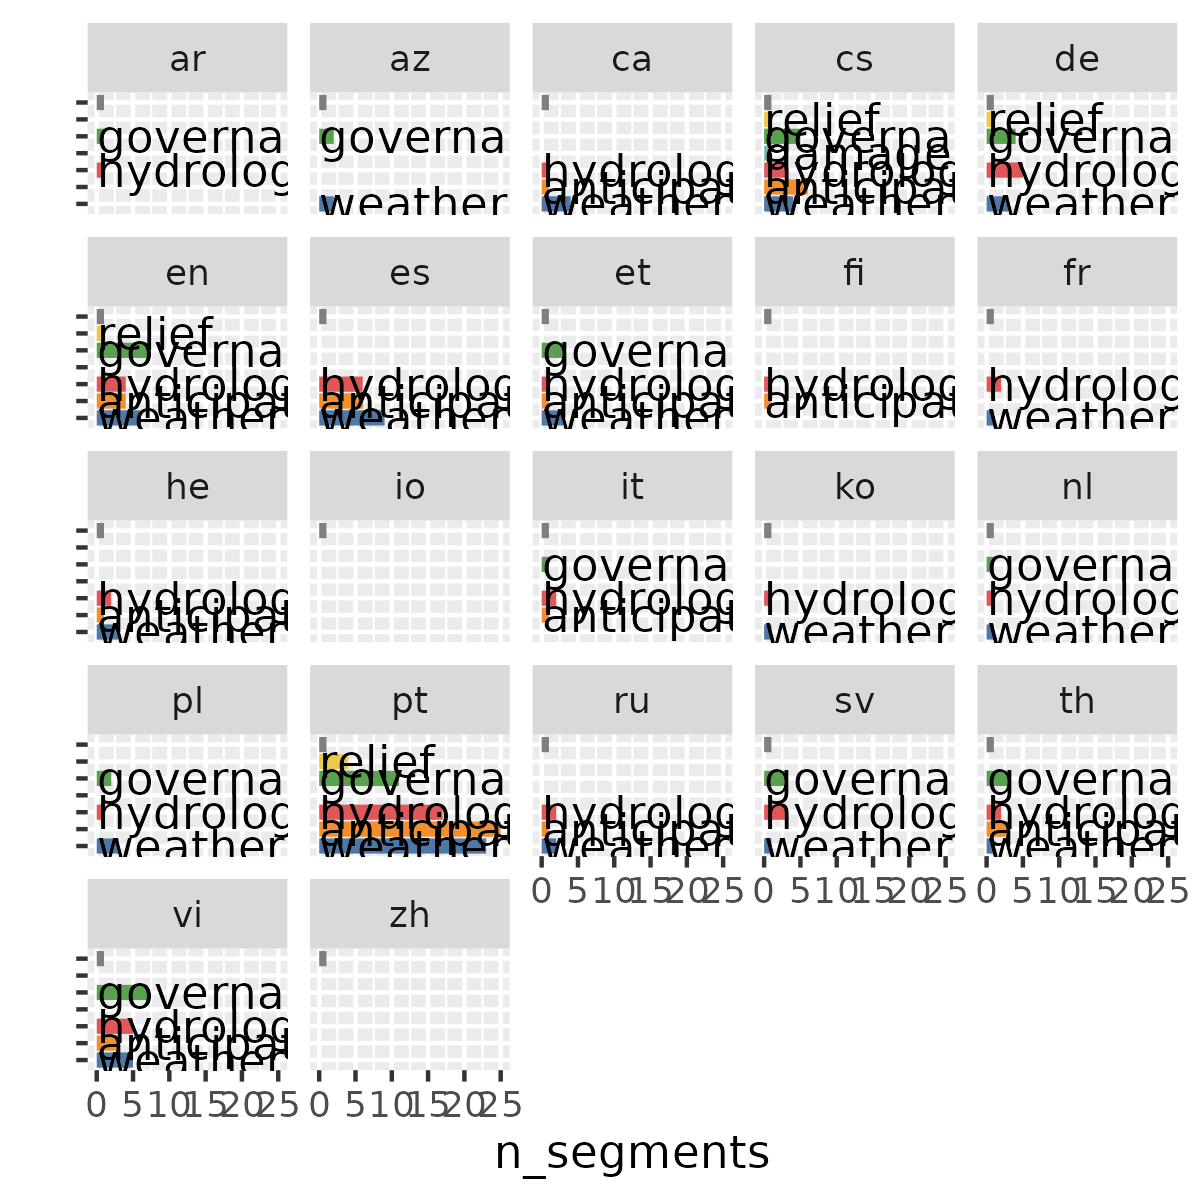 ar az ca cs de
governa
hydrolog
governa
weather
hydrolog
anticipat
weather
relief
governa
damage
hydrolog
anticipat
weather
relief
governa
hydrolog
weather
en es et fi fr
relief
governa
hydrolog
anticipat
weather
hydrolog
anticipat
weather
governa
hydrolog
anticipat
weather
hydrolog
anticipat
hydrolog
weather
he io it ko nl
hydrolog
anticipat
weather
governa
hydrolog
anticipat
hydrolog
weather
governa
hydrolog
weather
pl pt ru sv th
governa
hydrolog
weather
relief
governa
hydrolog
anticipat
weather
hydrolog
anticipat
weather
governa
hydrolog
weather
governa
hydrolog
anticipat
weather
0 5 10 15 20 25 0 5 10 15 20 25 0 5 10 15 20 25
vi zh
governa
hydrolog
anticipat
weather
0 5 10 15 20 25 0 5 10 15 20 25
n_segments